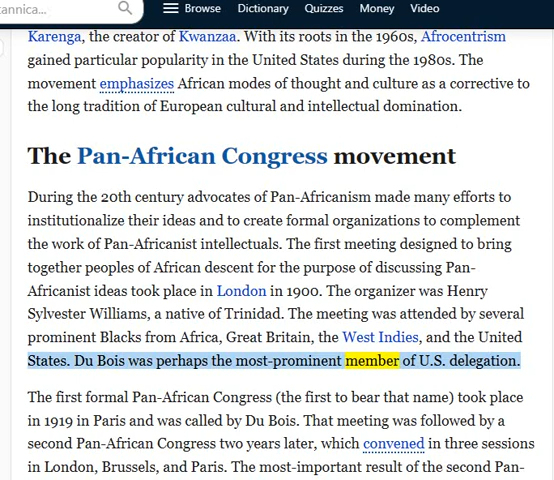 annica...
Browse Dictionary Quizzes Money Video
Karenga, the creator of Kwanzaa. With its roots in the 1960s, Afrocentrism
gained particular popularity in the United States during the 1980s. The
movement emphasizes African modes of thought and culture as a corrective to
the long tradition of European cultural and intellectual domination.
The Pan-African Congress movement
During the 20th century advocates of Pan-Africanism made many efforts to
institutionalize their ideas and to create formal organizations to complement
the work of Pan-Africanist intellectuals. The first meeting designed to bring
together peoples of African descent for the purpose of discussing Pan-
Africanist ideas took place in London in 1900. The organizer was Henry
Sylvester Williams, a native of Trinidad. The meeting was attended by several
prominent Blacks from Africa, Great Britain, the West Indies, and the United
States. Du Bois was perhaps the most-prominent member of U.S. delegation.
The first formal Pan-African Congress (the first to bear that name) took place
in 1919 in Paris and was called by Du Bois. That meeting was followed by a
second Pan-African Congress two years later, which convened in three sessions
in London, Brussels, and Paris. The most-important result of the second Pan-